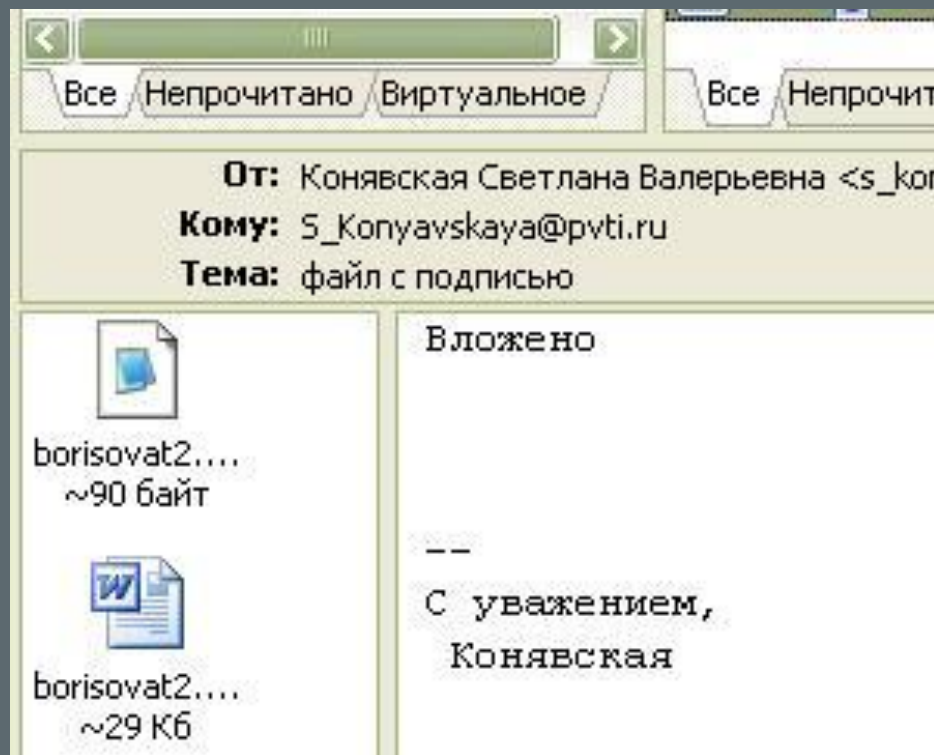 Все Непрочитано Виртуальное
Все Непрочит
От: Конявская Светлана Валерьевна <s_kon
Кому: S_Konyavskaya@pvti.ru
Тема: файл с подписью
borisovat2....
~90 байт
borisovat2....
~29 Кб
Вложено
--
С уважением,
Конявская